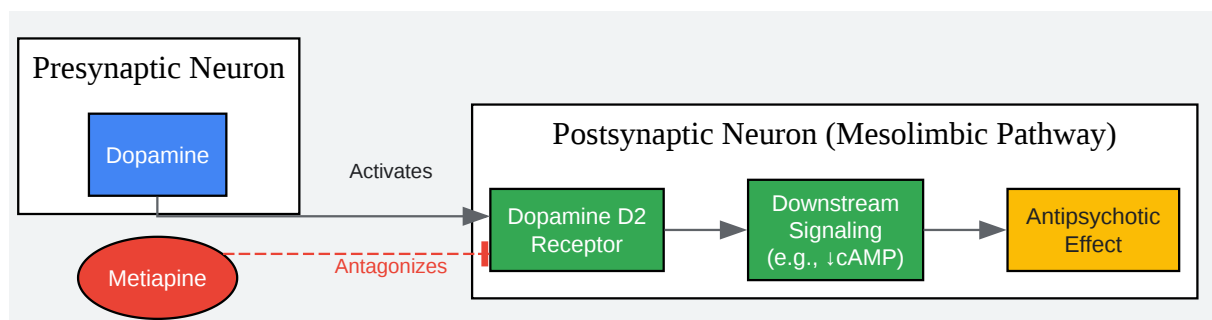 Presynaptic Neuron
Dopamine
Activates
Antagonizes
Metiapine
Postsynaptic Neuron (Mesolimbic Pathway)
Dopamine D2
Receptor
Downstream
Signaling
(e.g., ↓cAMP)
Antipsychotic
Effect